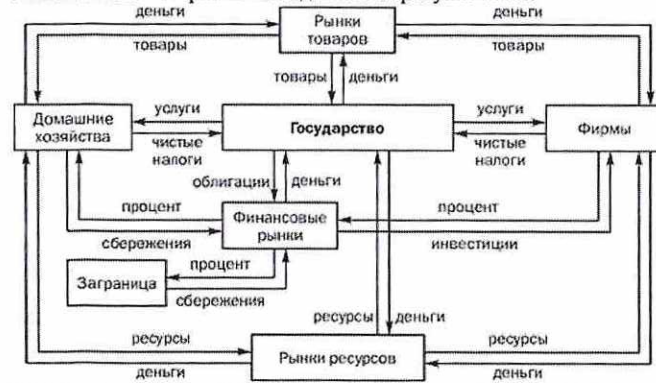 деньги
деньги
Рынки
товаров
товары
товары
товары
деньги
Домашние
хозяйства
услуги
чистые
налоги
Государство
услуги
чистые
налоги
Фирмы
облигации
деньги
процент
Финансовые
рынки
процент
сбережения
инвестиции
процент
Заграница
сбережения
ресурсы
деньги
ресурсы
ресурсы
деньги
Рынки ресурсов
деньги